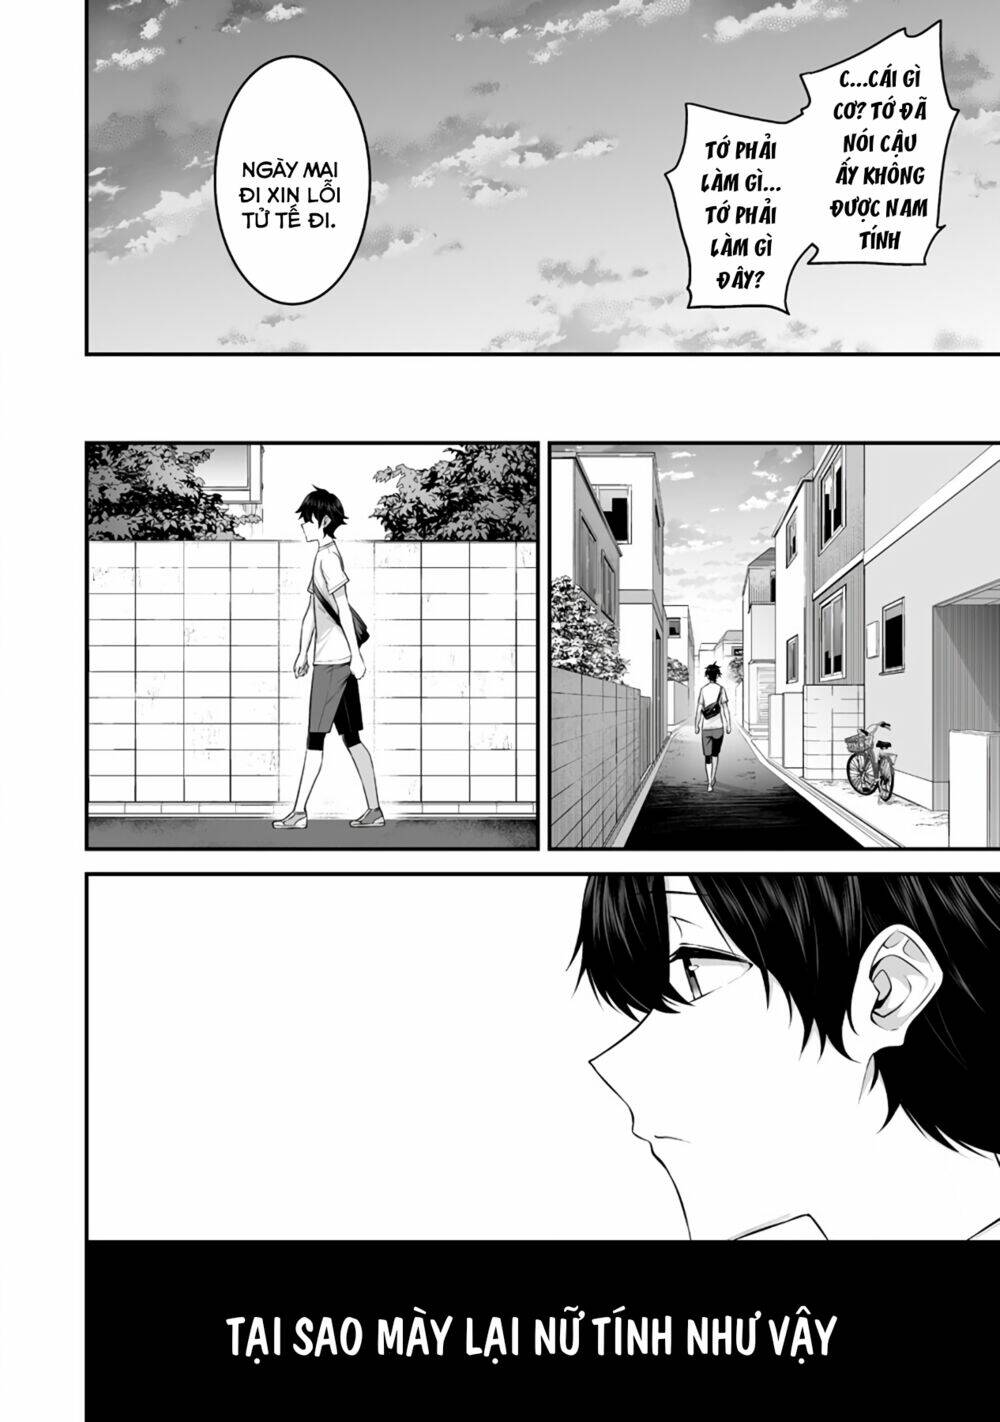 C...CÁI GÌ
CƠ? TỚ ĐÃ
NÓI CẬU
ẤY KHÔNG
ĐƯỢC NAM
TÍNH
TỚ PHẢI
LÀM GÌ...
TỚ PHẢI
LÀM GÌ
ĐÂY?
NGÀY MAI
ĐI XIN LỖI
TỬ TẾ ĐI.
TẠI SAO MÀY LẠI NỮ TÍNH NHƯ VẬY